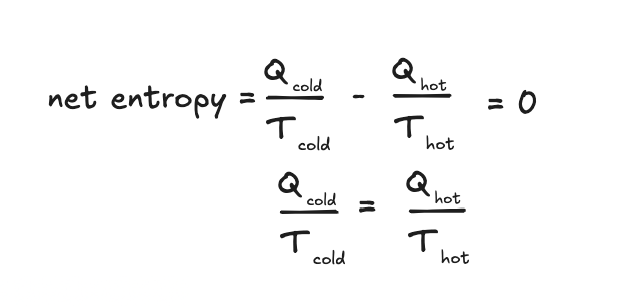 net entropy = Q_cold / T_cold - Q_hot / T_hot = 0
Q_cold / T_cold = Q_hot / T_hot